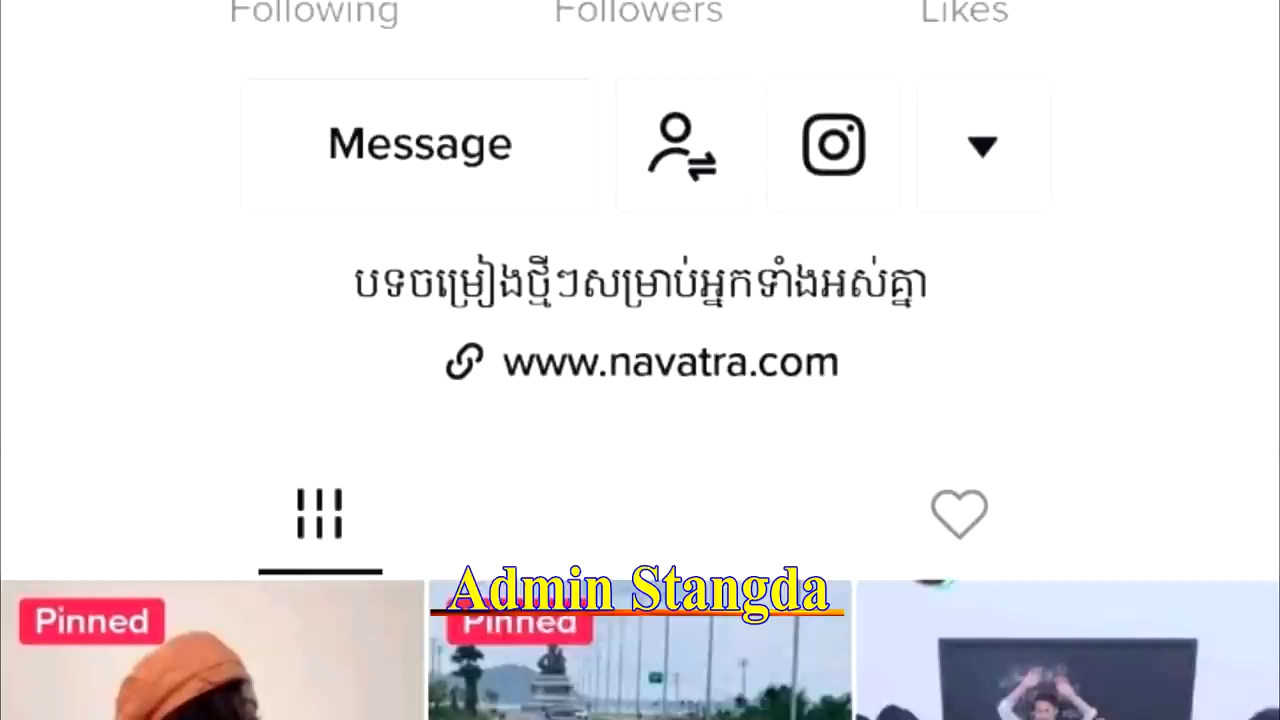 Following Followers Likes
Message
បទចម្រៀងថ្មីៗសម្រាប់អ្នកទាំងអស់គ្នា
www.navatra.com
Admin Stangda
Pinned Pinned